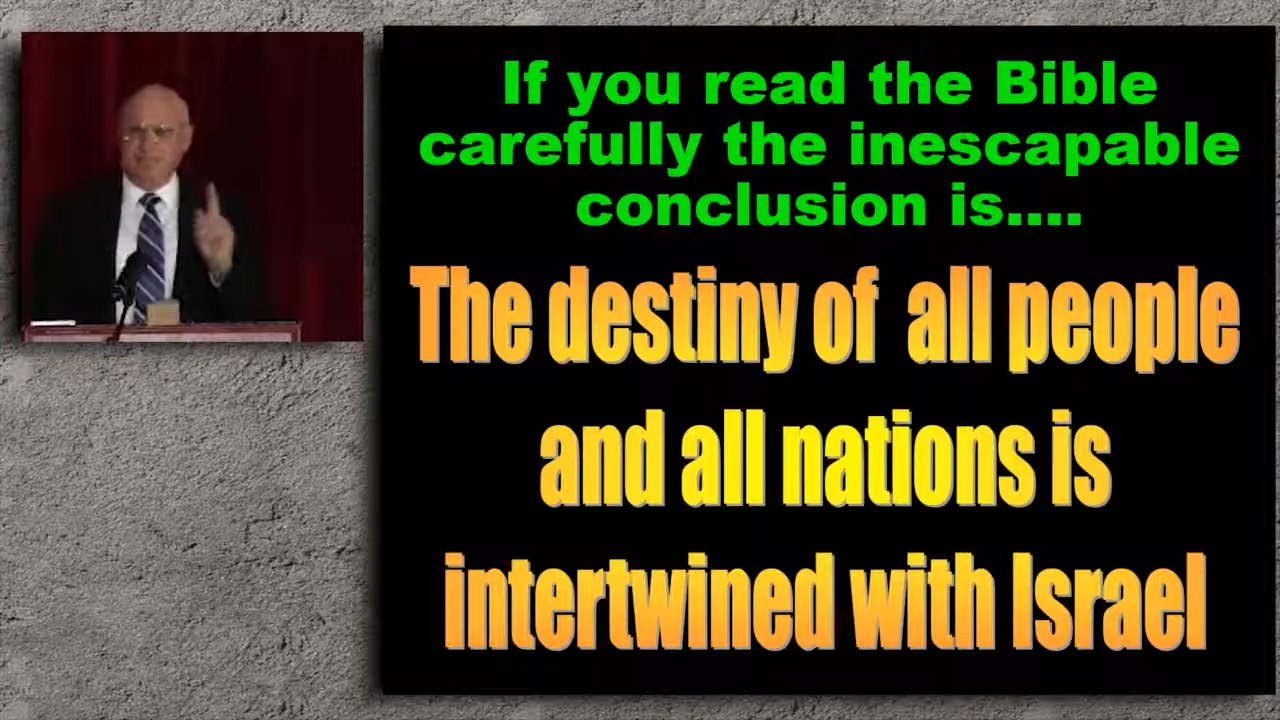 If you read the Bible
carefully the inescapable
conclusion is....
The destiny of all people
and all nations is
intertwined with Israel